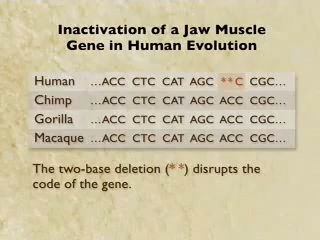 Inactivation of a Jaw Muscle
Gene in Human Evolution
Human ...ACC CTC CAT AGC **C CGC...
Chimp ...ACC CTC CAT AGC ACC CGC...
Gorilla ...ACC CTC CAT AGC ACC CGC...
Macaque ...ACC CTC CAT AGC ACC CGC...
The two-base deletion (**) disrupts the
code of the gene.